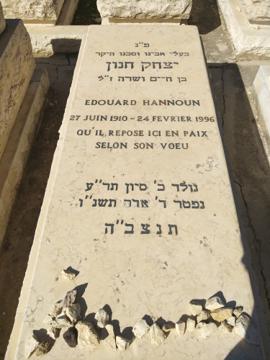 פ"נ
בעלי אבינו וסבנו היקר
יצחק חנון
בן חיים ושרה ז"ל
EDOUARD HANNOUN
27 JUIN 1910 - 24 FEVRIER 1996
QU'IL REPOSE ICI EN PAIX
SELON SON VOEU
נולד כ' סיון תר"ע
נפטר ד' אדר תשנ"ו
תנצב"ה